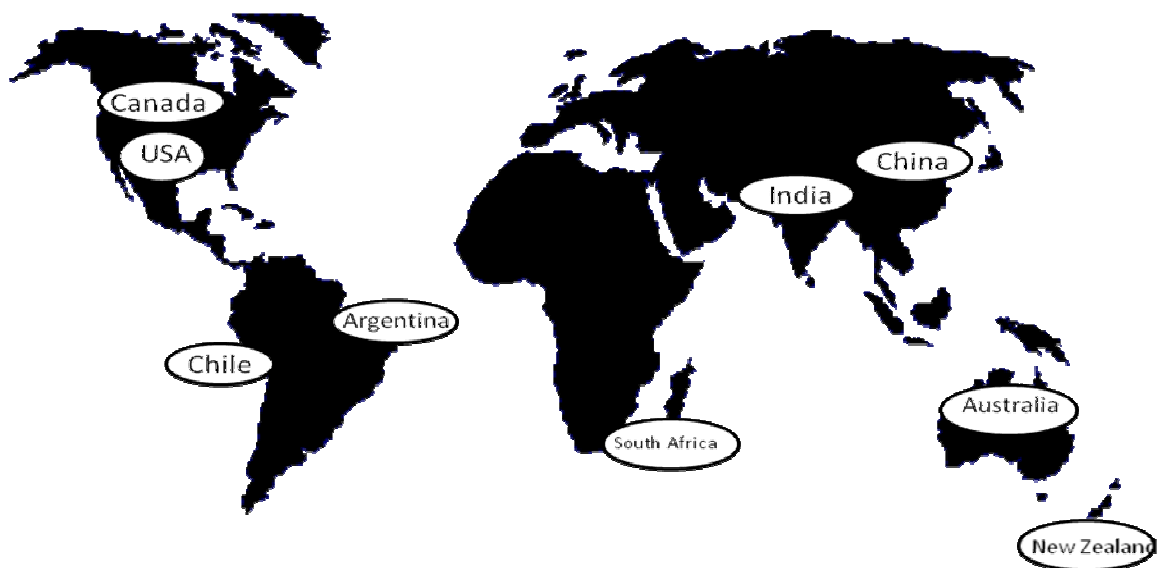 Canada
USA
China
India
Argentina
Chile
Australia
South Africa
New Zealand